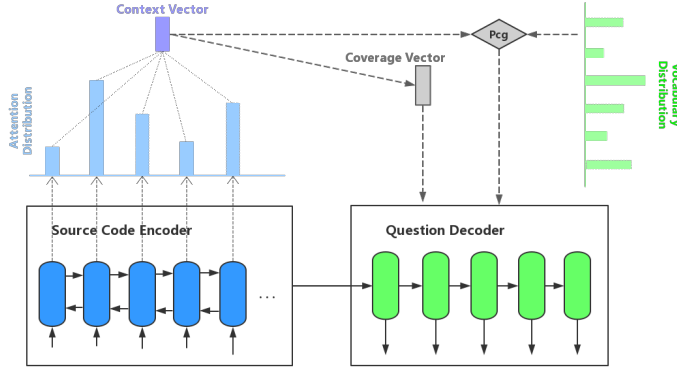 Context Vector
Pcg
Coverage Vector
Attention
Distribution
Vocabulary
Distribution
Source Code Encoder
Question Decoder
...